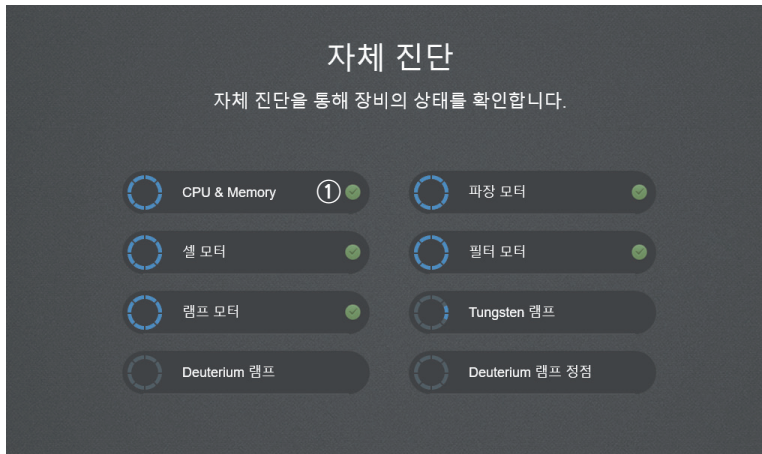 자체 진단
자체 진단을 통해 장비의 상태를 확인합니다.
CPU & Memory ①
파장 모터
셀 모터
필터 모터
램프 모터
Tungsten 램프
Deuterium 램프
Deuterium 램프 정점